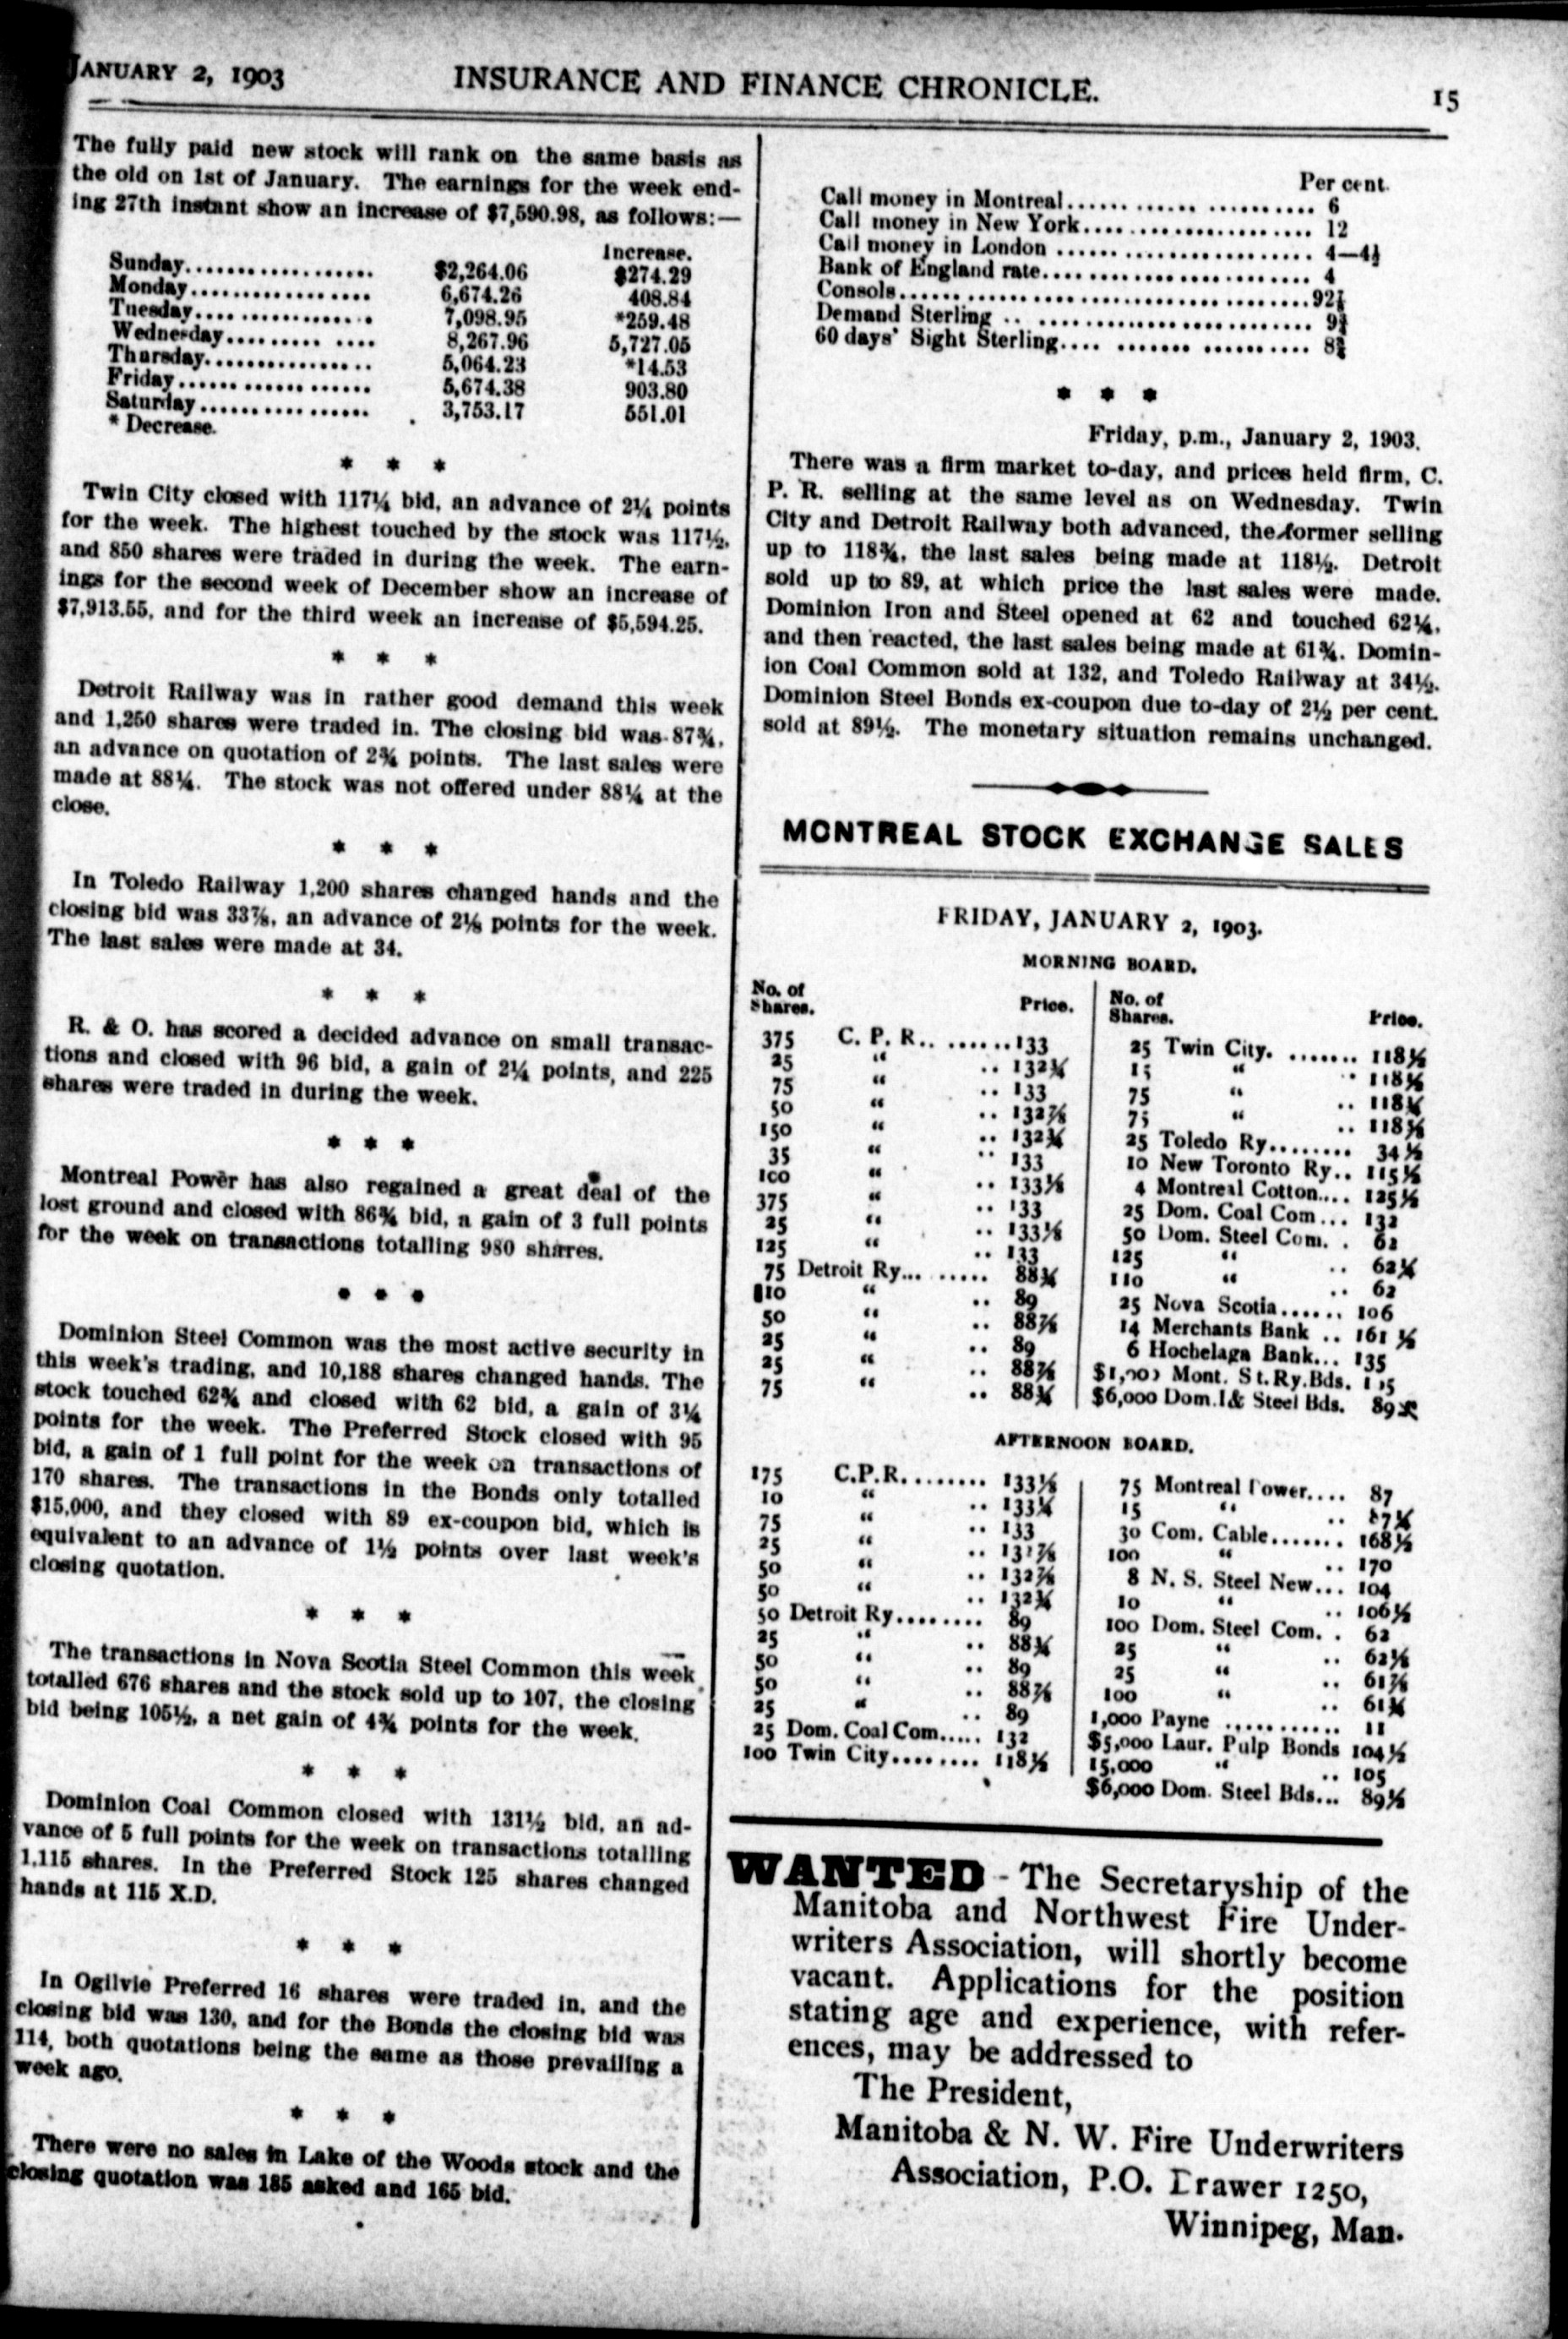 JANUARY 2, 1903
INSURANCE AND FINANCE CHRONICLE.
15
The fully paid new stock will rank on the same basis as
the old on 1st of January. The earnings for the week end-
ing 27th instant show an increase of $7,590.98, as follows:—
Increase.
Sunday.................. $2,264.06 $274.29
Monday................. 6,674.26 408.84
Tuesday................. 7,098.95 *259.48
Wednesday......... .... 8,267.96 5,727.05
Thursday................ 5,064.23 *14.53
Friday.................. 5,674.38 903.80
Saturday................ 3,753.17 551.01
* Decrease.
* * *
Twin City closed with 117¼ bid, an advance of 2¼ points
for the week. The highest touched by the stock was 117½,
and 850 shares were traded in during the week. The earn-
ings for the second week of December show an increase of
$7,913.55, and for the third week an increase of $5,594.25.
* * *
Detroit Railway was in rather good demand this week
and 1,250 shares were traded in. The closing bid was 87¾,
an advance on quotation of 2¾ points. The last sales were
made at 88¼. The stock was not offered under 88¼ at the
close.
* * *
In Toledo Railway 1,200 shares changed hands and the
closing bid was 33⅞, an advance of 2⅛ points for the week.
The last sales were made at 34.
* * *
R. & O. has scored a decided advance on small transac-
tions and closed with 96 bid, a gain of 2¼ points, and 225
shares were traded in during the week.
* * *
Montreal Power has also regained a great deal of the
lost ground and closed with 86¾ bid, a gain of 3 full points
for the week on transactions totalling 980 shares.
* * *
Dominion Steel Common was the most active security in
this week's trading, and 10,188 shares changed hands. The
stock touched 62¾ and closed with 62 bid, a gain of 3¼
points for the week. The Preferred Stock closed with 95
bid, a gain of 1 full point for the week on transactions of
170 shares. The transactions in the Bonds only totalled
$15,000, and they closed with 89 ex-coupon bid, which is
equivalent to an advance of 1½ points over last week's
closing quotation.
* * *
The transactions in Nova Scotia Steel Common this week
totalled 676 shares and the stock sold up to 107, the closing
bid being 105½, a net gain of 4¾ points for the week.
* * *
Dominion Coal Common closed with 131½ bid, an ad-
vance of 5 full points for the week on transactions totalling
1,115 shares. In the Preferred Stock 125 shares changed
hands at 115 X.D.
* * *
In Ogilvie Preferred 16 shares were traded in, and the
closing bid was 130, and for the Bonds the closing bid was
114, both quotations being the same as those prevailing a
week ago.
* * *
There were no sales in Lake of the Woods stock and the
closing quotation was 185 asked and 165 bid.
Per cent.
Call money in Montreal...... ............ .......... 6
Call money in New York.... ................... 12
Call money in London ...................... 4—4½
Bank of England rate........................ 4
Consols...... .................................. 92⅞
Demand Sterling .. ......................... 9¾
60 days' Sight Sterling.... ....... .......... 8¾
* * *
Friday, p.m., January 2, 1903.
There was a firm market to-day, and prices held firm, C.
P. R. selling at the same level as on Wednesday. Twin
City and Detroit Railway both advanced, the former selling
up to 118¾, the last sales being made at 118½. Detroit
sold up to 89, at which price the last sales were made.
Dominion Iron and Steel opened at 62 and touched 62¼,
and then reacted, the last sales being made at 61¾. Domin-
ion Coal Common sold at 132, and Toledo Railway at 34½.
Dominion Steel Bonds ex-coupon due to-day of 2½ per cent.
sold at 89½. The monetary situation remains unchanged.
MONTREAL STOCK EXCHANGE SALES
FRIDAY, JANUARY 2, 1903.
MORNING BOARD.
No. of
Shares. Price.
375 C. P. R.. ......133
25 " .. 132¾
75 " .. 133
50 " .. 132⅞
150 " .. 132¾
35 " .. 133
100 " .. 133⅛
375 " .. 133
25 " .. 133⅛
125 " .. 133
75 Detroit Ry... ...... 88¾
110 " .. 89
50 " .. 88⅞
25 " .. 89
25 " .. 88⅞
75 " .. 88¾
No. of
Shares. Price.
25 Twin City. ....... 118
15 " .. 118
75 " .. 118
75 " .. 118
25 Toledo Ry......... 34½
10 New Toronto Ry.. 115½
4 Montreal Cotton.... 125½
25 Dom. Coal Com... 132
50 Dom. Steel Com. . 62
125 " .. 62¼
110 " .. 62
25 Nova Scotia...... 106
14 Merchants Bank .. 161
6 Hochelaga Bank... 135
Mont. St. Ry. Bds.
$6,000 Dom. I & Steel Bds. 89
AFTERNOON BOARD.
175 C.P.R......... 133⅛
10 " .. 133¼
75 " .. 133
25 " ..
50 " .. 132⅞
50 " .. 132¾
50 Detroit Ry......... 89
25 " .. 88¾
50 " .. 89
50 " .. 88⅞
25 " .. 89
25 Dom. Coal Com..... 132
100 Twin City......... 118½
75 Montreal Power.... 87
15 " .. 87¼
30 Com. Cable....... 168½
100 " .. 170
8 N. S. Steel New... 104
10 " .. 106½
100 Dom. Steel Com. . 62
25 " .. 62⅛
25 " .. 61⅞
100 " .. 61¾
1,000 Payne ........... 11
$5,000 Laur. Pulp Bonds 104½
15,000 " .. 105
$6,000 Dom. Steel Bds... 89½
WANTED - The Secretaryship of the
Manitoba and Northwest Fire Under-
writers Association, will shortly become
vacant. Applications for the position
stating age and experience, with refer-
ences, may be addressed to
The President,
Manitoba & N. W. Fire Underwriters
Association, P.O. Drawer 1250,
Winnipeg, Man.